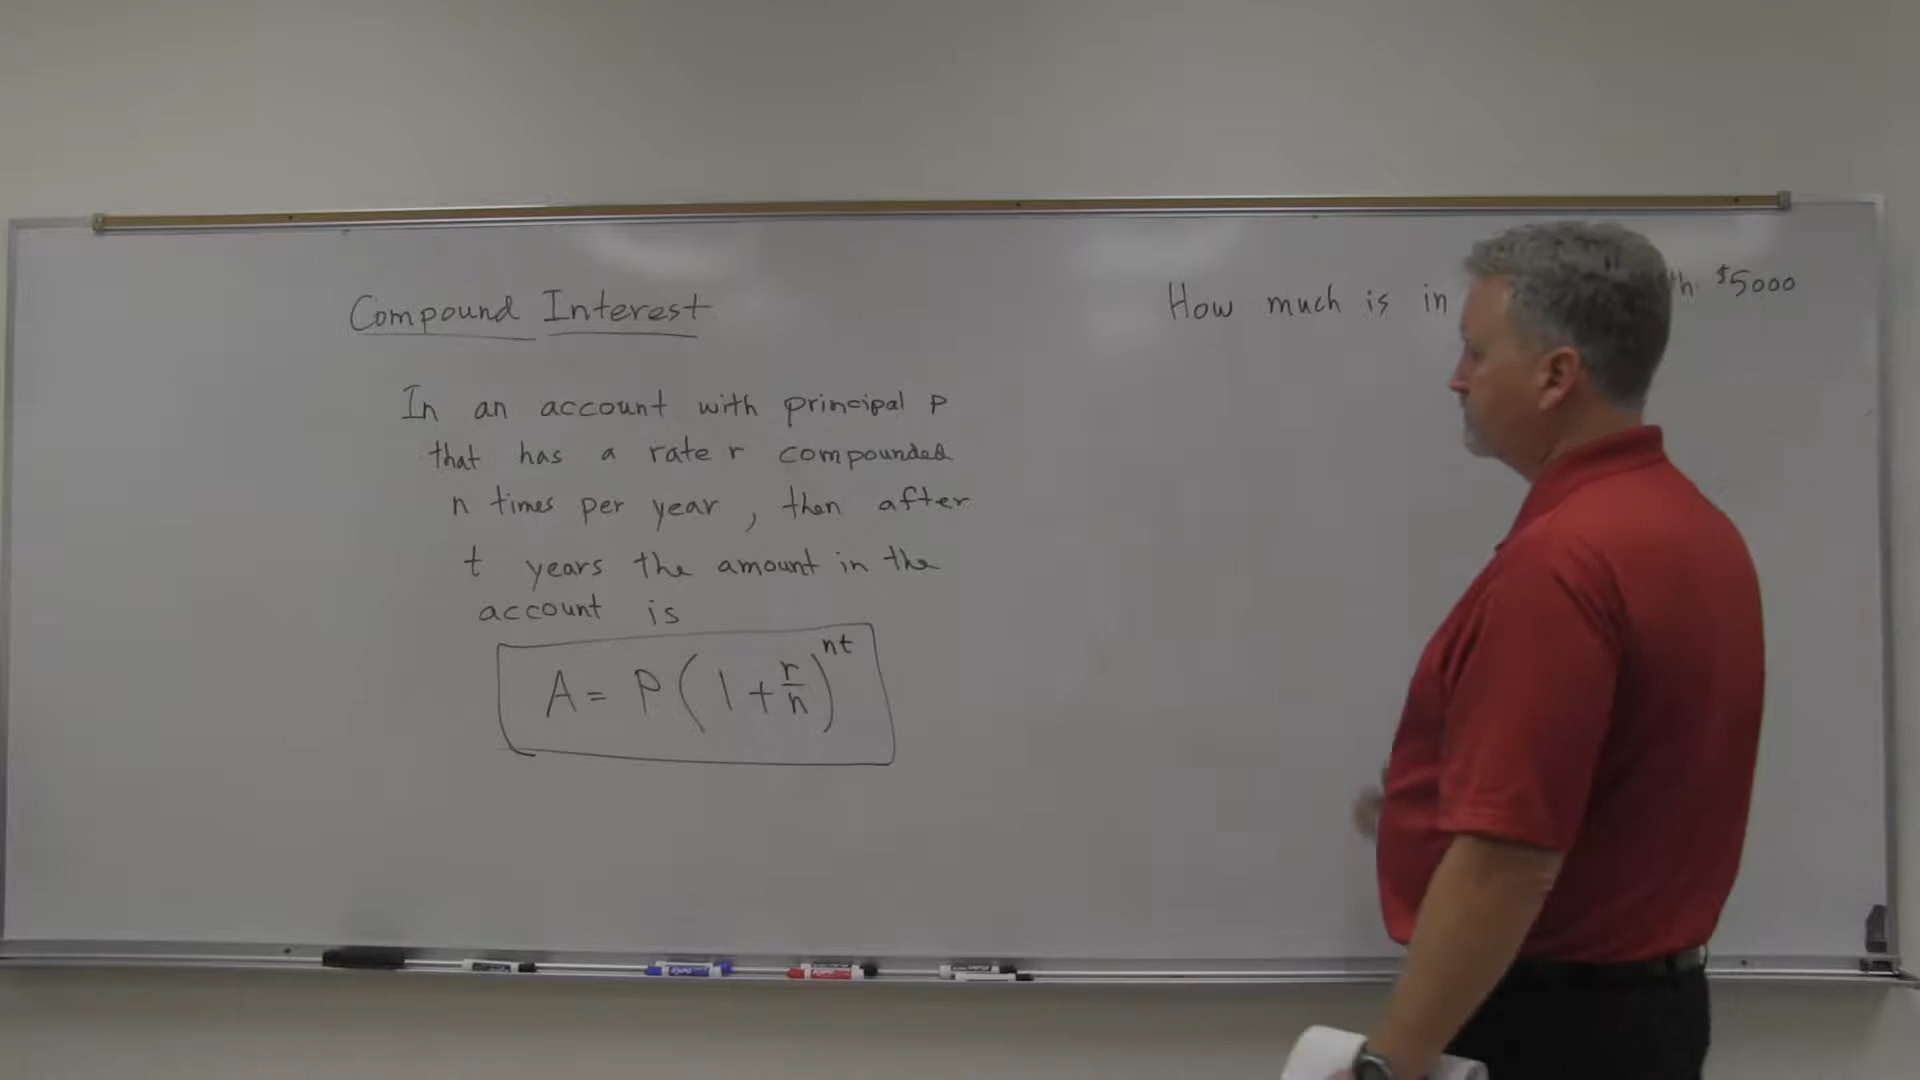 Compound Interest
In an account with principal P
that has a rate r compounded
n times per year, then after
t years the amount in the
account is
A = P(1 + r/n)^nt
How much is in $5000